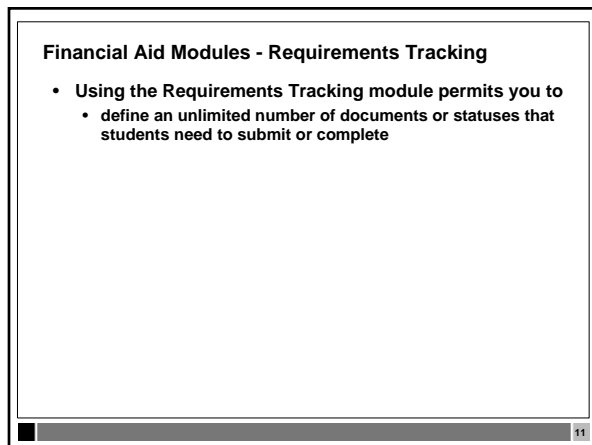 Financial Aid Modules - Requirements Tracking
• Using the Requirements Tracking module permits you to
• define an unlimited number of documents or statuses that
students need to submit or complete
11